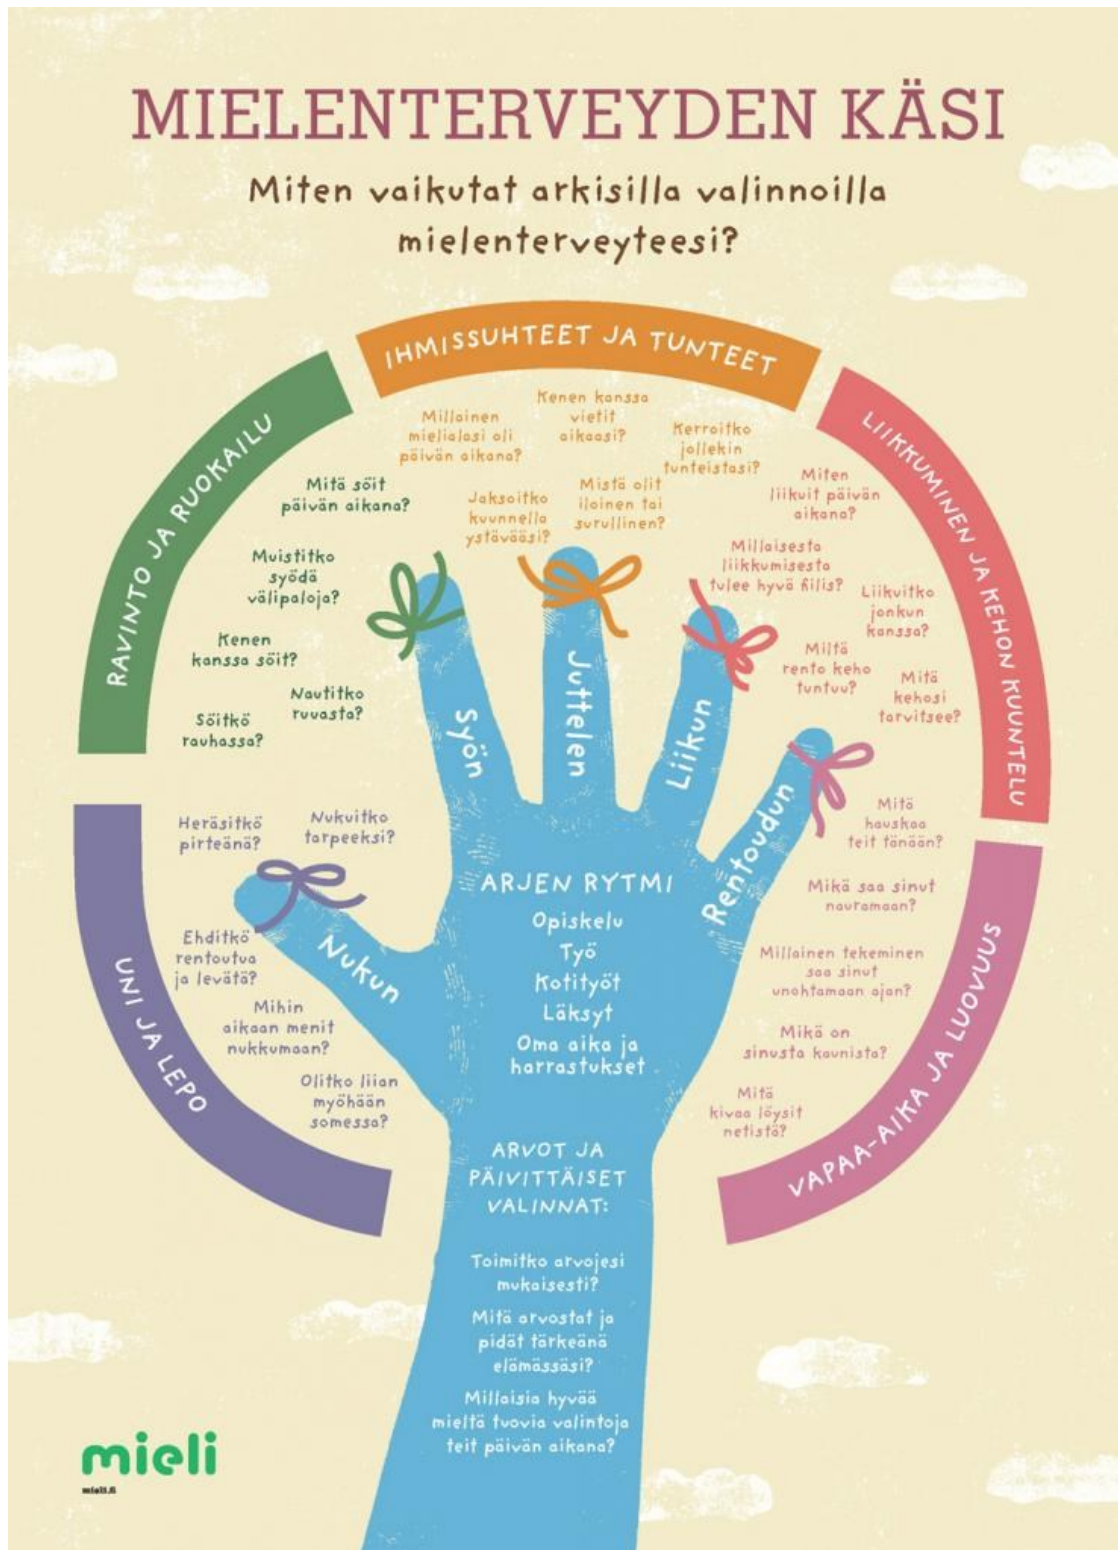 MIELENTERVEYDEN KÄSI
Miten vaikutat arkisilla valinnoilla
mielenterveyteesi?
IHMISSUHTEET JA TUNTEET
Millainen
mielialasi oli
päivän aikana?
Kenen kanssa
vietit
aikaasi?
Kerroitko
jollekin
tunteistasi?
Jaksoitko
kuunnella
ystävääsi?
Mistä olit
iloinen tai
surullinen?
RAVINTO JA RUOKAILU
Mitä söit
päivän aikana?
Muistitko
syödä
välipaloja?
Kenen
kanssa söit?
Nautitko
ruuasta?
Söitkö
rauhassa?
LIIKKUMINEN JA KEHON KUUNTELU
Miten
liikuit päivän
aikana?
Millaisesta
liikkumisesta
tulee hyvä fiilis?
Liikuitko
jonkun
kanssa?
Miltä
rento keho
tuntuu?
Mitä
kehosi
tarvitsee?
UNI JA LEPO
Heräsitkö
pirteänä?
Nukuitko
tarpeeksi?
Ehditkö
rentoutua
ja levätä?
Mihin
aikaan menit
nukkumaan?
Olitko liian
myöhään
somessa?
VAPAA-AIKA JA LUOVUUS
Mitä
hauskaa
teit tänään?
Mikä saa sinut
nauramaan?
Millainen tekeminen
saa sinut
unohtamaan ajan?
Mikä on
sinusta kaunista?
Mitä
kivaa löysit
netistä?
Nukun
Syön
Juttelen
Liikun
Rentoudun
ARJEN RYTMI
Opiskelu
Työ
Kotityöt
Läksyt
Oma aika ja
harrastukset
ARVOT JA
PÄIVITTÄISET
VALINNAT:
Toimitko arvojesi
mukaisesti?
Mitä arvostat ja
pidät tärkeänä
elämässäsi?
Millaisia hyvää
mieltä tuovia valintoja
teit päivän aikana?
mieli
mieli.fi